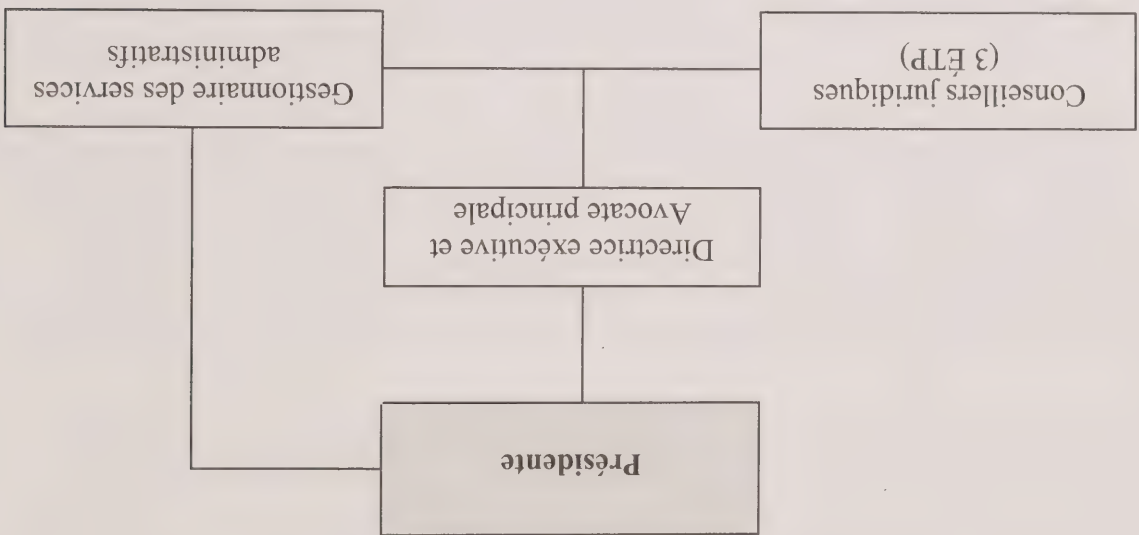 Présidente
Directrice exécutive et
Avocate principale
Conseillers juridiques
(3 ÉTP)
Gestionnaire des services
administratifs